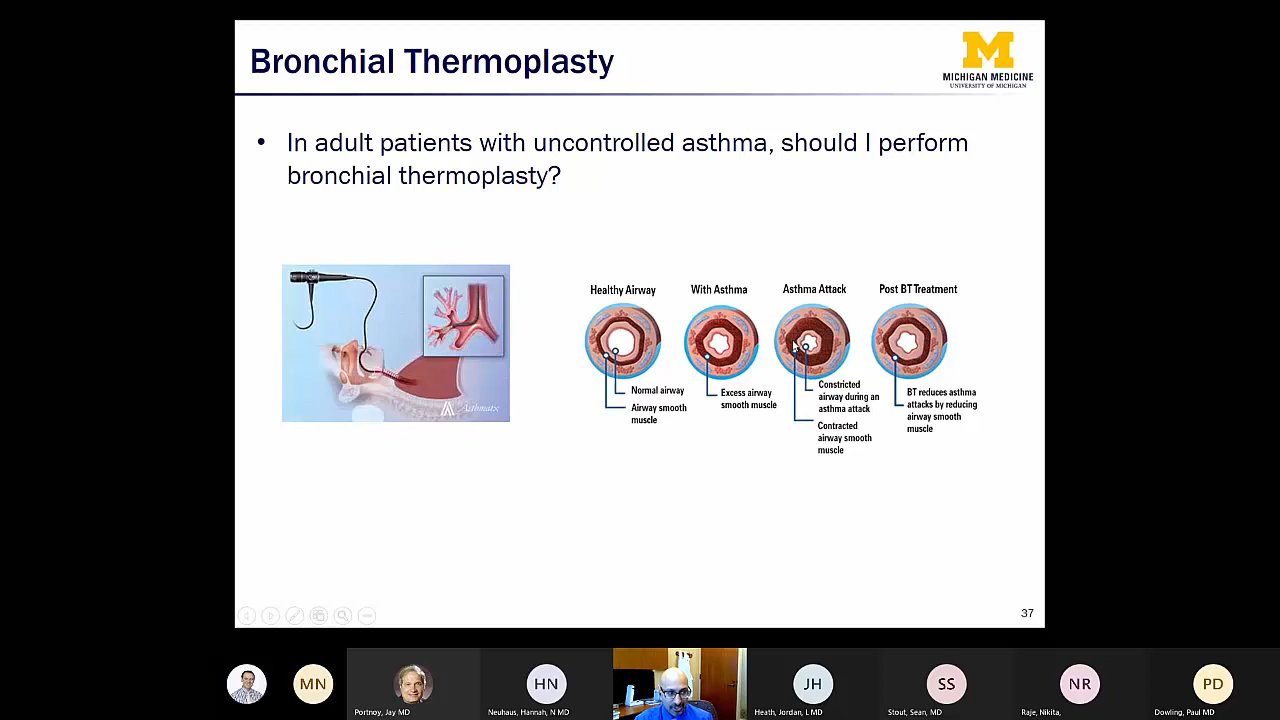 Bronchial Thermoplasty
M
MICHIGAN MEDICINE
UNIVERSITY OF MICHIGAN
• In adult patients with uncontrolled asthma, should I perform
bronchial thermoplasty?
Asthmatx
Healthy Airway
With Asthma
Asthma Attack
Post BT Treatment
Normal airway
Airway smooth
muscle
Excess airway
smooth muscle
Constricted
airway during an
asthma attack
Contracted
airway smooth
muscle
BT reduces asthma
attacks by reducing
airway smooth
muscle
37
MN
HN
JH
SS
NR
PD
Portnoy, Jay MD
Neuhaus, Hannah, N MD
Heath, Jordan, L MD
Stout, Sean, MD
Raje, Nikita,
Dowling, Paul MD